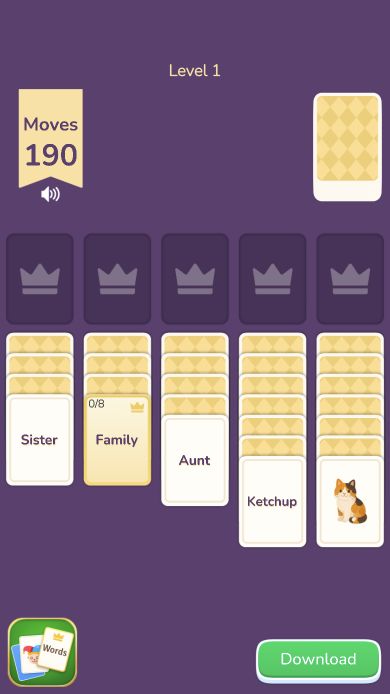 Level 1
Moves
190
0/8
Sister
Family
Aunt
Ketchup
Words
Download